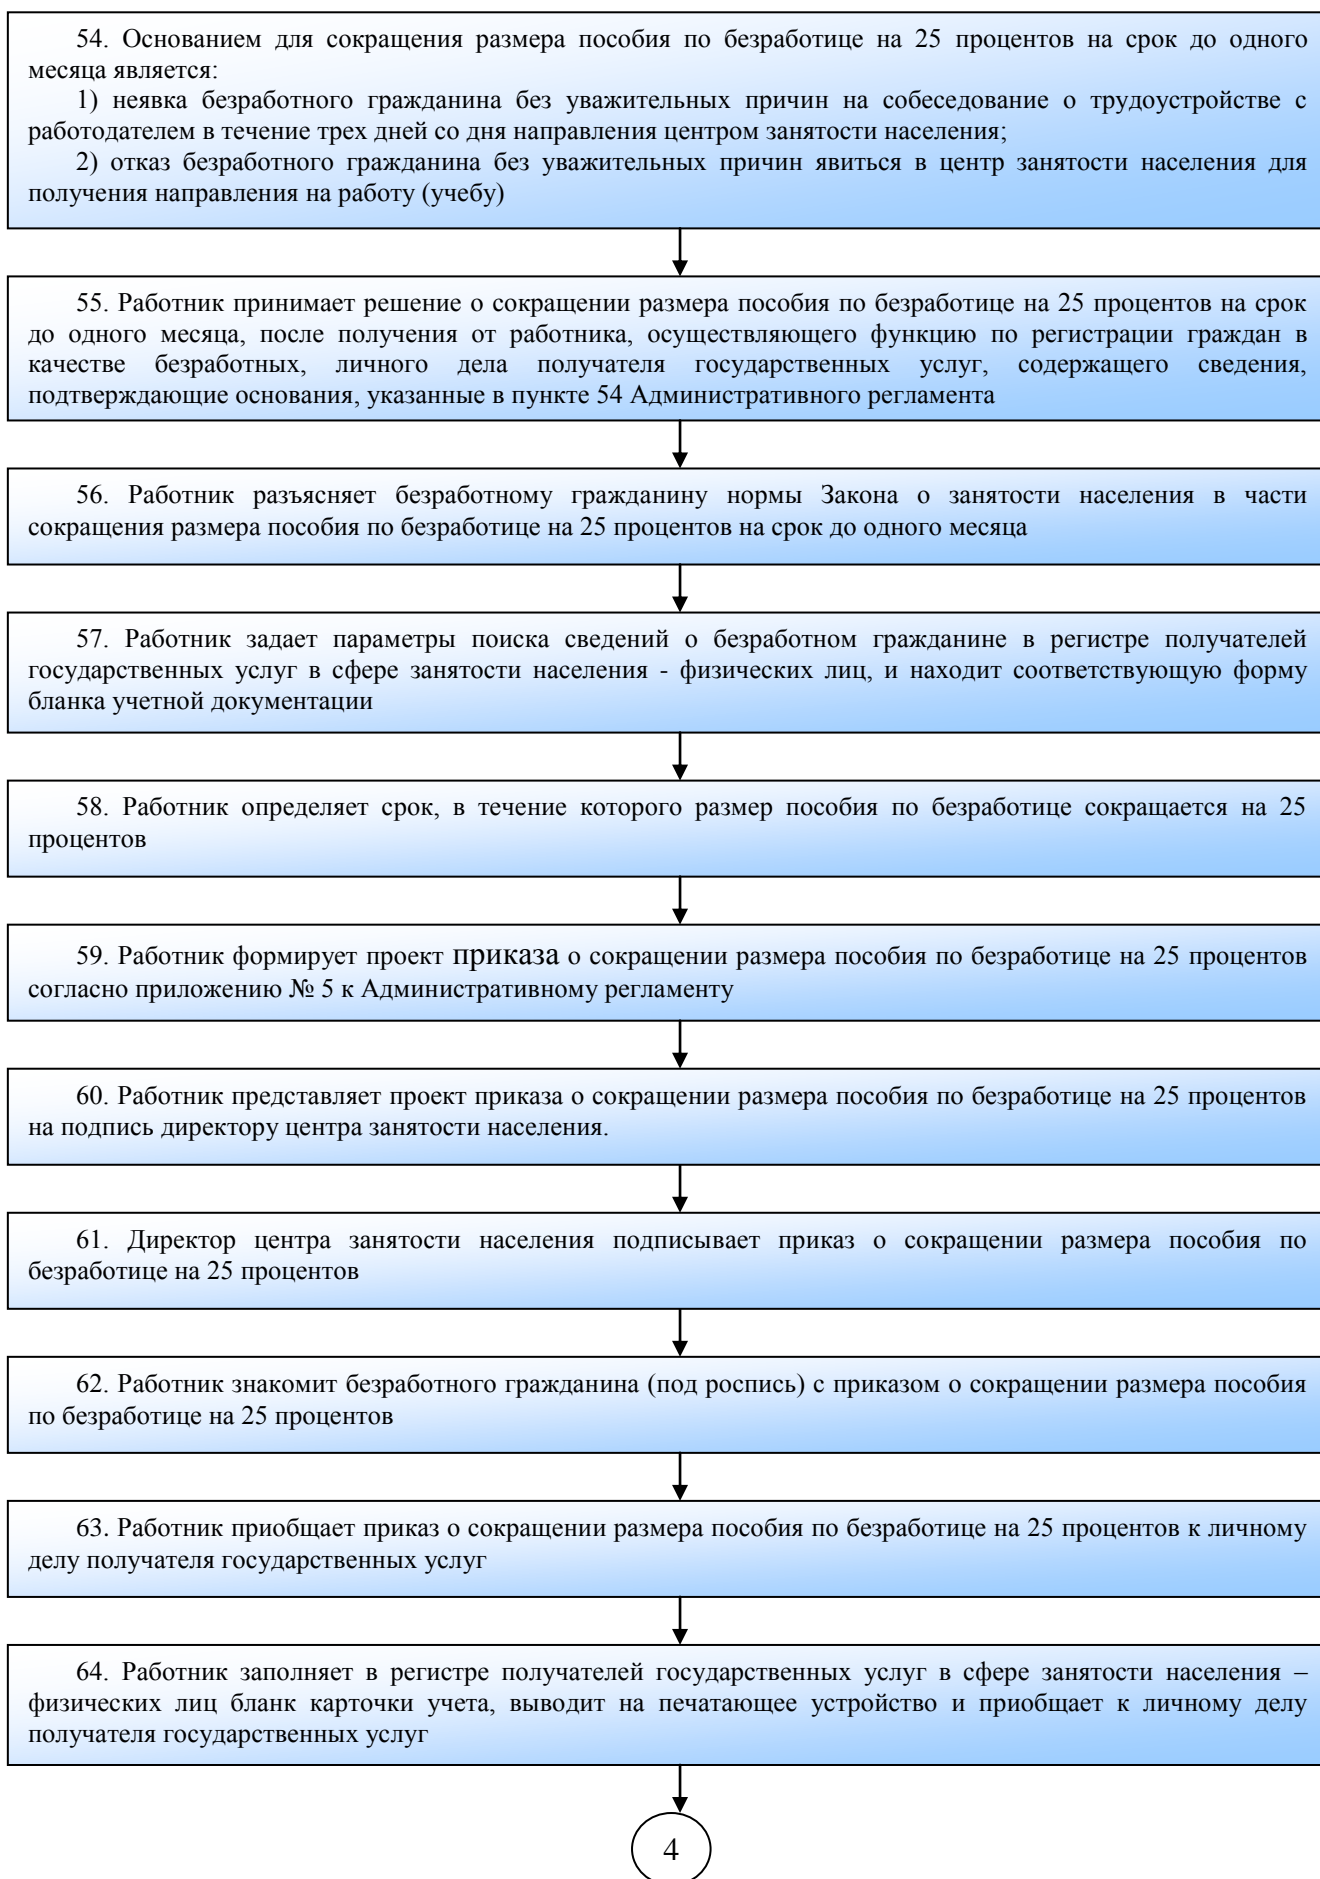 54. Основанием для сокращения размера пособия по безработице на 25 процентов на срок до одного
месяца является:
1) неявка безработного гражданина без уважительных причин на собеседование о трудоустройстве с
работодателем в течение трех дней со дня направления центром занятости населения;
2) отказ безработного гражданина без уважительных причин явиться в центр занятости населения для
получения направления на работу (учебу)
55. Работник принимает решение о сокращении размера пособия по безработице на 25 процентов на срок
до одного месяца, после получения от работника, осуществляющего функцию по регистрации граждан в
качестве безработных, личного дела получателя государственных услуг, содержащего сведения,
подтверждающие основания, указанные в пункте 54 Административного регламента
56. Работник разъясняет безработному гражданину нормы Закона о занятости населения в части
сокращения размера пособия по безработице на 25 процентов на срок до одного месяца
57. Работник задает параметры поиска сведений о безработном гражданине в регистре получателей
государственных услуг в сфере занятости населения - физических лиц, и находит соответствующую форму
бланка учетной документации
58. Работник определяет срок, в течение которого размер пособия по безработице сокращается на 25
процентов
59. Работник формирует проект приказа о сокращении размера пособия по безработице на 25 процентов
согласно приложению № 5 к Административному регламенту
60. Работник представляет проект приказа о сокращении размера пособия по безработице на 25 процентов
на подпись директору центра занятости населения.
61. Директор центра занятости населения подписывает приказ о сокращении размера пособия по
безработице на 25 процентов
62. Работник знакомит безработного гражданина (под роспись) с приказом о сокращении размера пособия
по безработице на 25 процентов
63. Работник приобщает приказ о сокращении размера пособия по безработице на 25 процентов к личному
делу получателя государственных услуг
64. Работник заполняет в регистре получателей государственных услуг в сфере занятости населения –
физических лиц бланк карточки учета, выводит на печатающее устройство и приобщает к личному делу
получателя государственных услуг
4